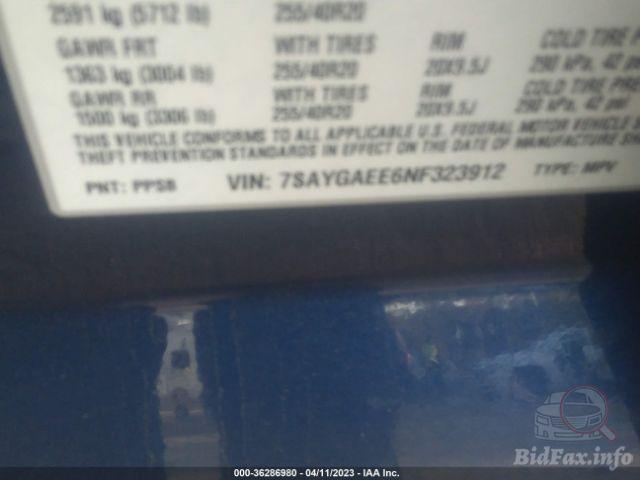 2591 kg (5712 lb) 255/40R20
GAWR FRT WITH TIRES RIM COLD TIRE
1363 kg (3004 lb) 255/40R20 20X9.5J 290 kPa, 42 psi
GAWR RR WITH TIRES RIM COLD TIRE
1500 kg (3306 lb) 255/40R20 20X9.5J 290 kPa, 42 psi
THIS VEHICLE CONFORMS TO ALL APPLICABLE U.S. FEDERAL MOTOR VEHICLE
THEFT PREVENTION STANDARDS IN EFFECT ON THE DATE OF MANUFACTURE SHOWN
PNT: PPSB VIN: 7SAYGAEE6NF323912 TYPE: MPV
BidFax.info
000-36286980 - 04/11/2023 - IAA Inc.